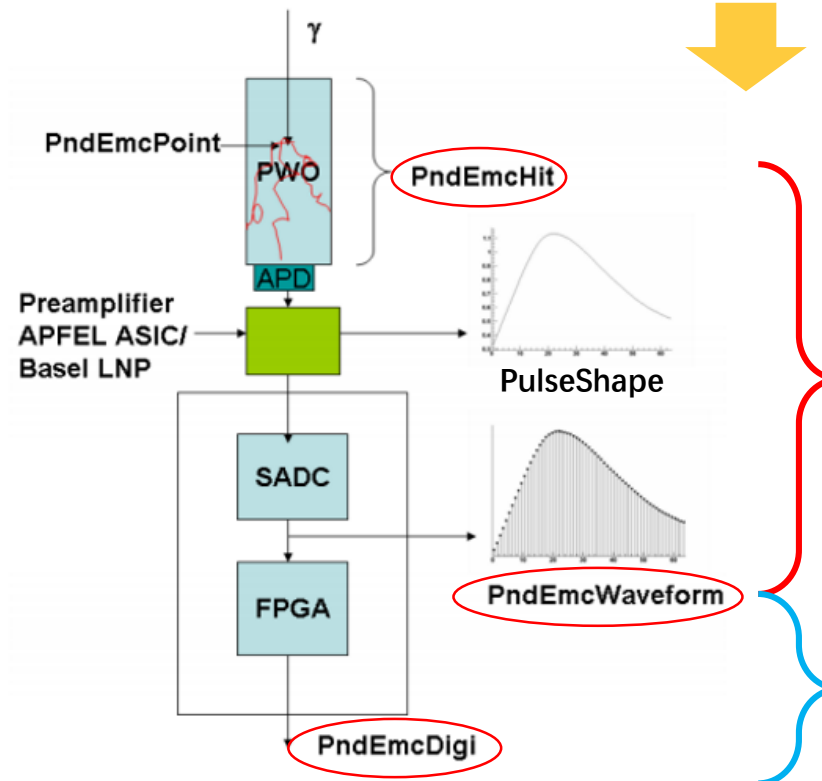 γ
PndEmcPoint
PWO
PndEmcHit
APD
Preamplifier
APFEL ASIC/
Basel LNP
PulseShape
SADC
PndEmcWaveform
FPGA
PndEmcDigi